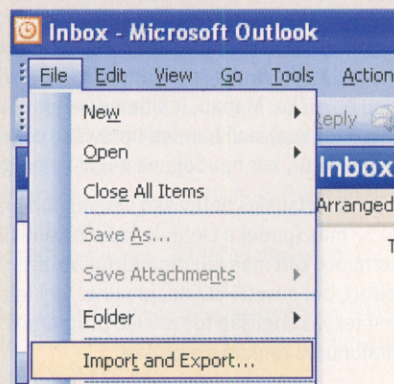 Inbox - Microsoft Outlook
File Edit View Go Tools Action
New
Reply
Open
Inbox
Close All Items
Arranged
Save As...
T
Save Attachments
Folder
Import and Export...